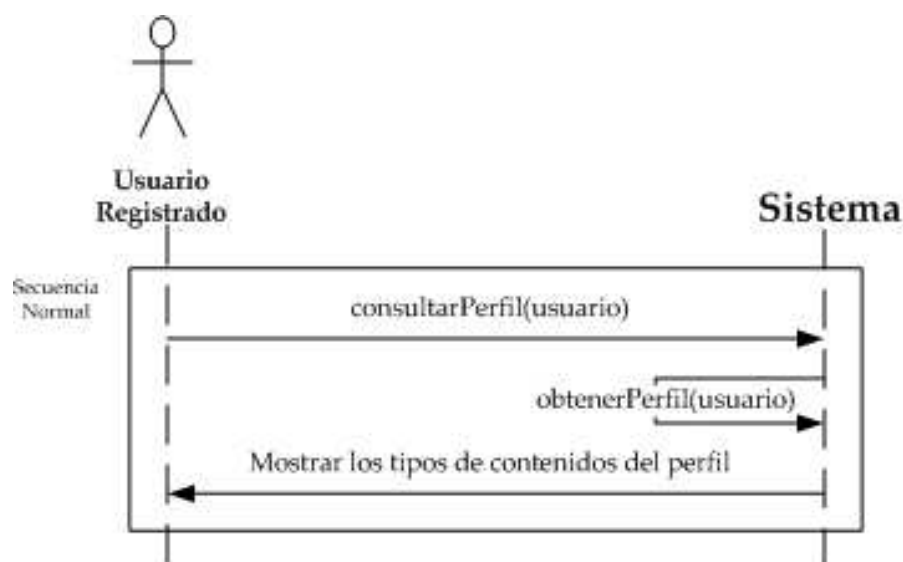 Usuario
Registrado
Sistema
Secuencia
Normal
consultarPerfil(usuario)
obtenerPerfil(usuario)
Mostrar los tipos de contenidos del perfil